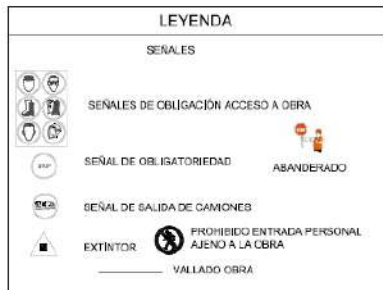 LEYENDA
SEÑALES
SEÑALES DE OBLIGACIÓN ACCESO A OBRA
STOP
SEÑAL DE OBLIGATORIEDAD
ABANDERADO
SEÑAL DE SALIDA DE CAMIONES
EXTINTOR
PROHIBIDO ENTRADA PERSONAL
AJENO A LA OBRA
VALLADO OBRA